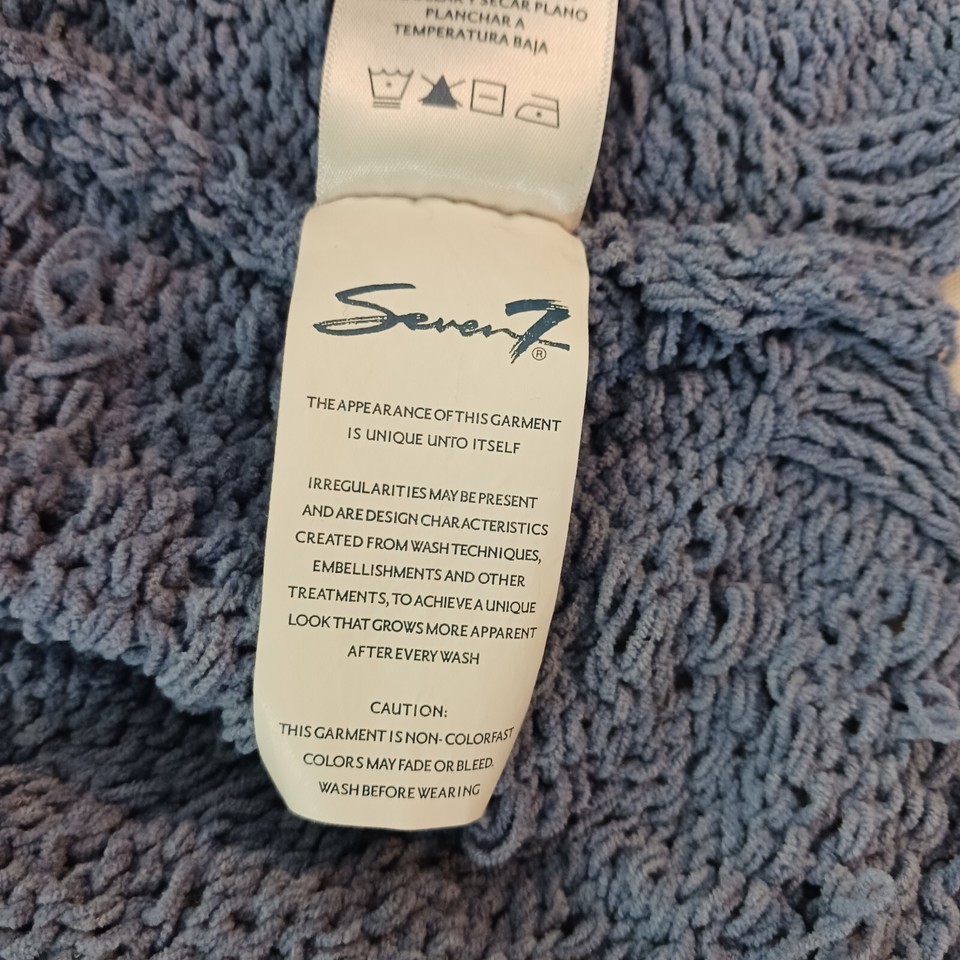 Y SECAR PLANO
PLANCHAR A
TEMPERATURA BAJA
Seven7
®
THE APPEARANCE OF THIS GARMENT
IS UNIQUE UNTO ITSELF
IRREGULARITIES MAY BE PRESENT
AND ARE DESIGN CHARACTERISTICS
CREATED FROM WASH TECHNIQUES,
EMBELLISHMENTS AND OTHER
TREATMENTS, TO ACHIEVE A UNIQUE
LOOK THAT GROWS MORE APPARENT
AFTER EVERY WASH
CAUTION:
THIS GARMENT IS NON-COLORFAST
COLORS MAY FADE OR BLEED.
WASH BEFORE WEARING